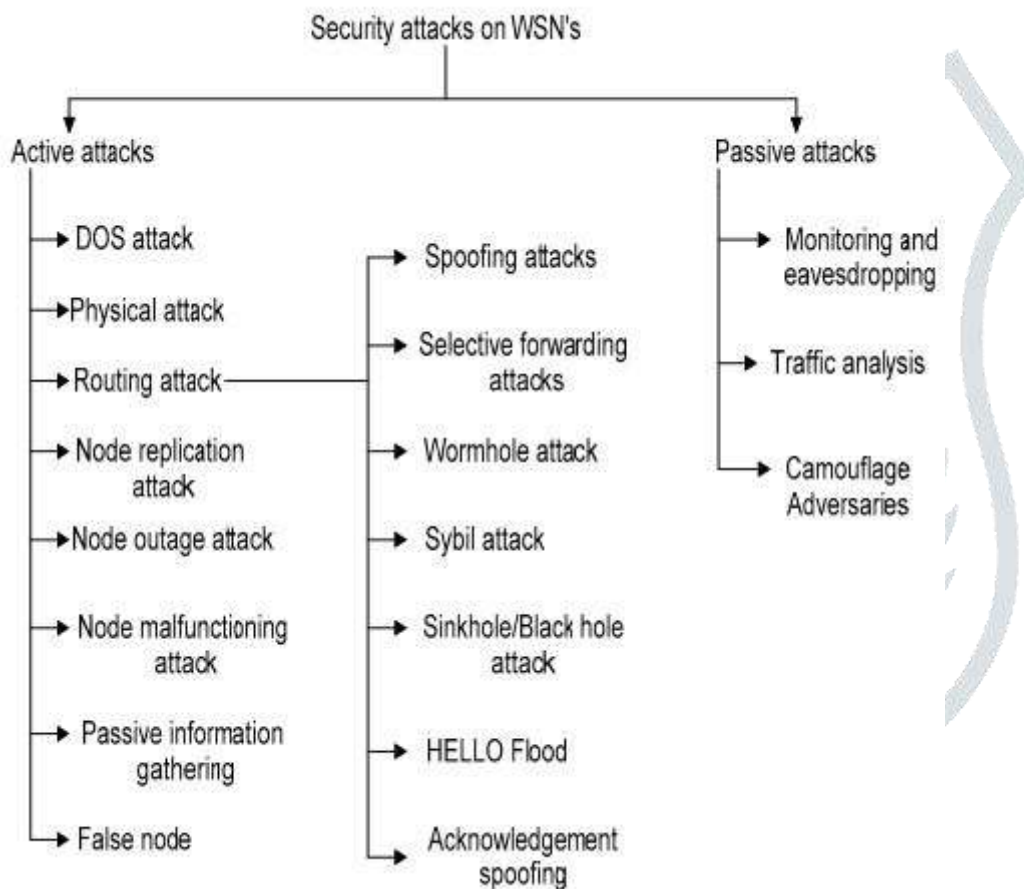 Security attacks on WSN's
Active attacks
DOS attack
Physical attack
Routing attack
Node replication
attack
Node outage attack
Node malfunctioning
attack
Passive information
gathering
False node
Spoofing attacks
Selective forwarding
attacks
Wormhole attack
Sybil attack
Sinkhole/Black hole
attack
HELLO Flood
Acknowledgement
spoofing
Passive attacks
Monitoring and
eavesdropping
Traffic analysis
Camouflage
Adversaries